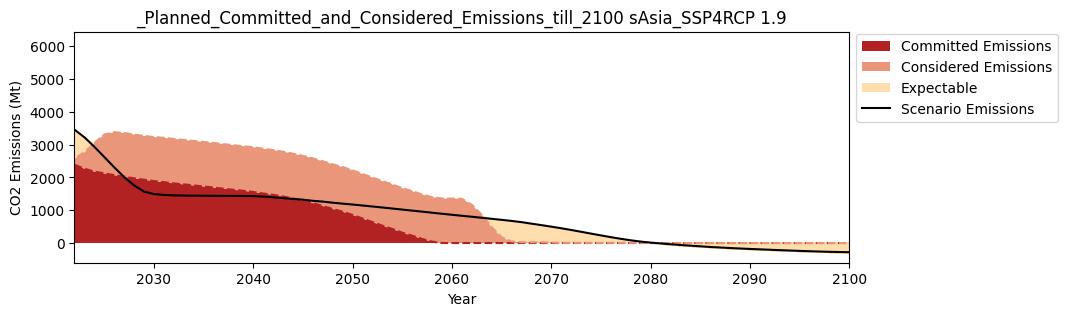 _Planned_Committed_and_Considered_Emissions_till_2100 sAsia_SSP4RCP 1.9
CO2 Emissions (Mt)
6000
5000
4000
3000
2000
1000
0
2030 2040 2050 2060 2070 2080 2090 2100
Year
Committed Emissions
Considered Emissions
Expectable
Scenario Emissions